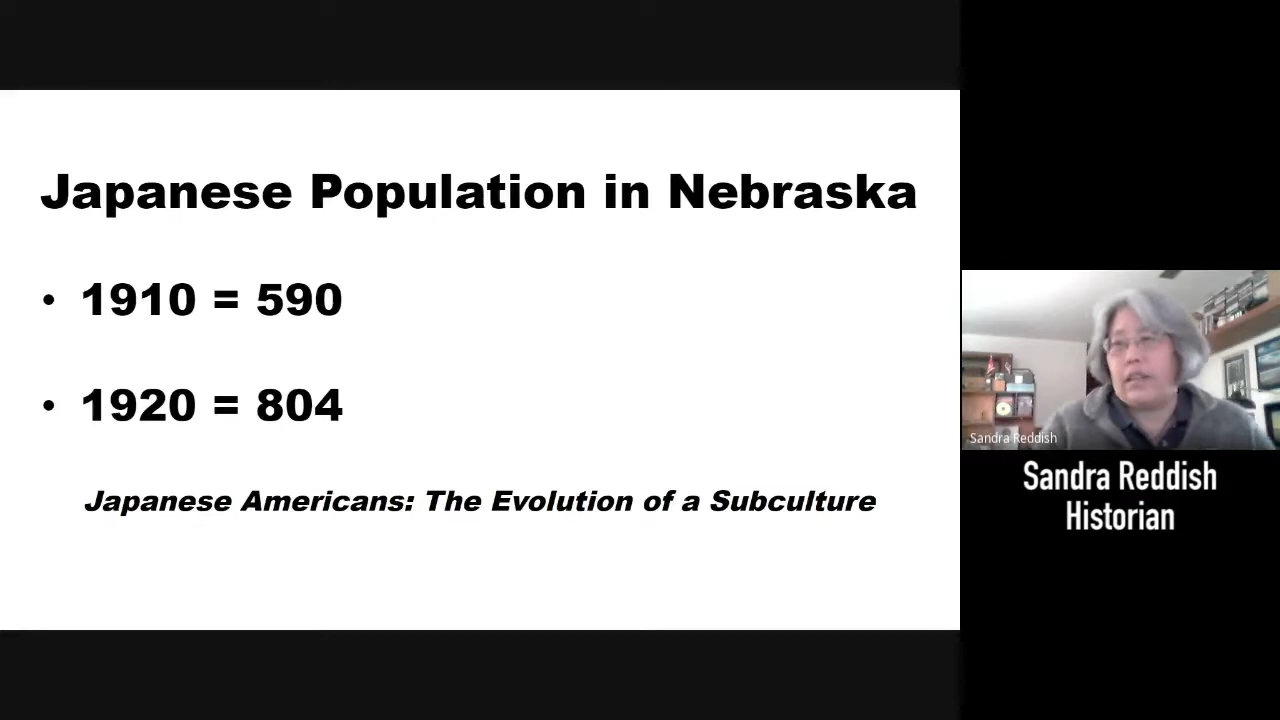 Japanese Population in Nebraska
• 1910 = 590
• 1920 = 804
Japanese Americans: The Evolution of a Subculture
Sandra Reddish
Sandra Reddish
Historian